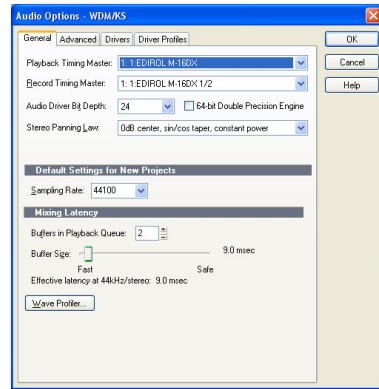 Audio Options - WDM/KS
General Advanced Drivers Driver Profiles
OK
Cancel
Help
Playback Timing Master: 1: 1:EDIROL M-16DX
Record Timing Master: 1: 1:EDIROL M-16DX 1/2
Audio Driver Bit Depth: 24 64-bit Double Precision Engine
Stereo Panning Law: 0dB center, sin/cos taper, constant power
Default Settings for New Projects
Sampling Rate: 44100
Mixing Latency
Buffers in Playback Queue: 2
Buffer Size: 9.0 msec
Fast Safe
Effective latency at 44kHz/stereo: 9.0 msec
Wave Profiler...